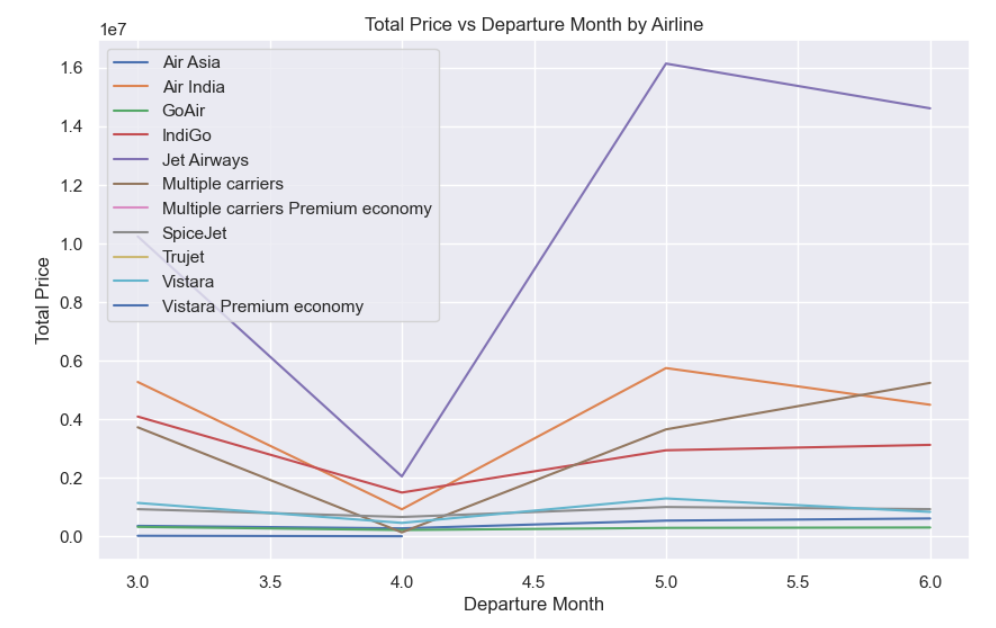 Total Price vs Departure Month by Airline
1e7
Air Asia
Air India
GoAir
IndiGo
Jet Airways
Multiple carriers
Multiple carriers Premium economy
SpiceJet
Trujet
Vistara
Vistara Premium economy
Total Price
1.6
1.4
1.2
1.0
0.8
0.6
0.4
0.2
0.0
3.0 3.5 4.0 4.5 5.0 5.5 6.0
Departure Month